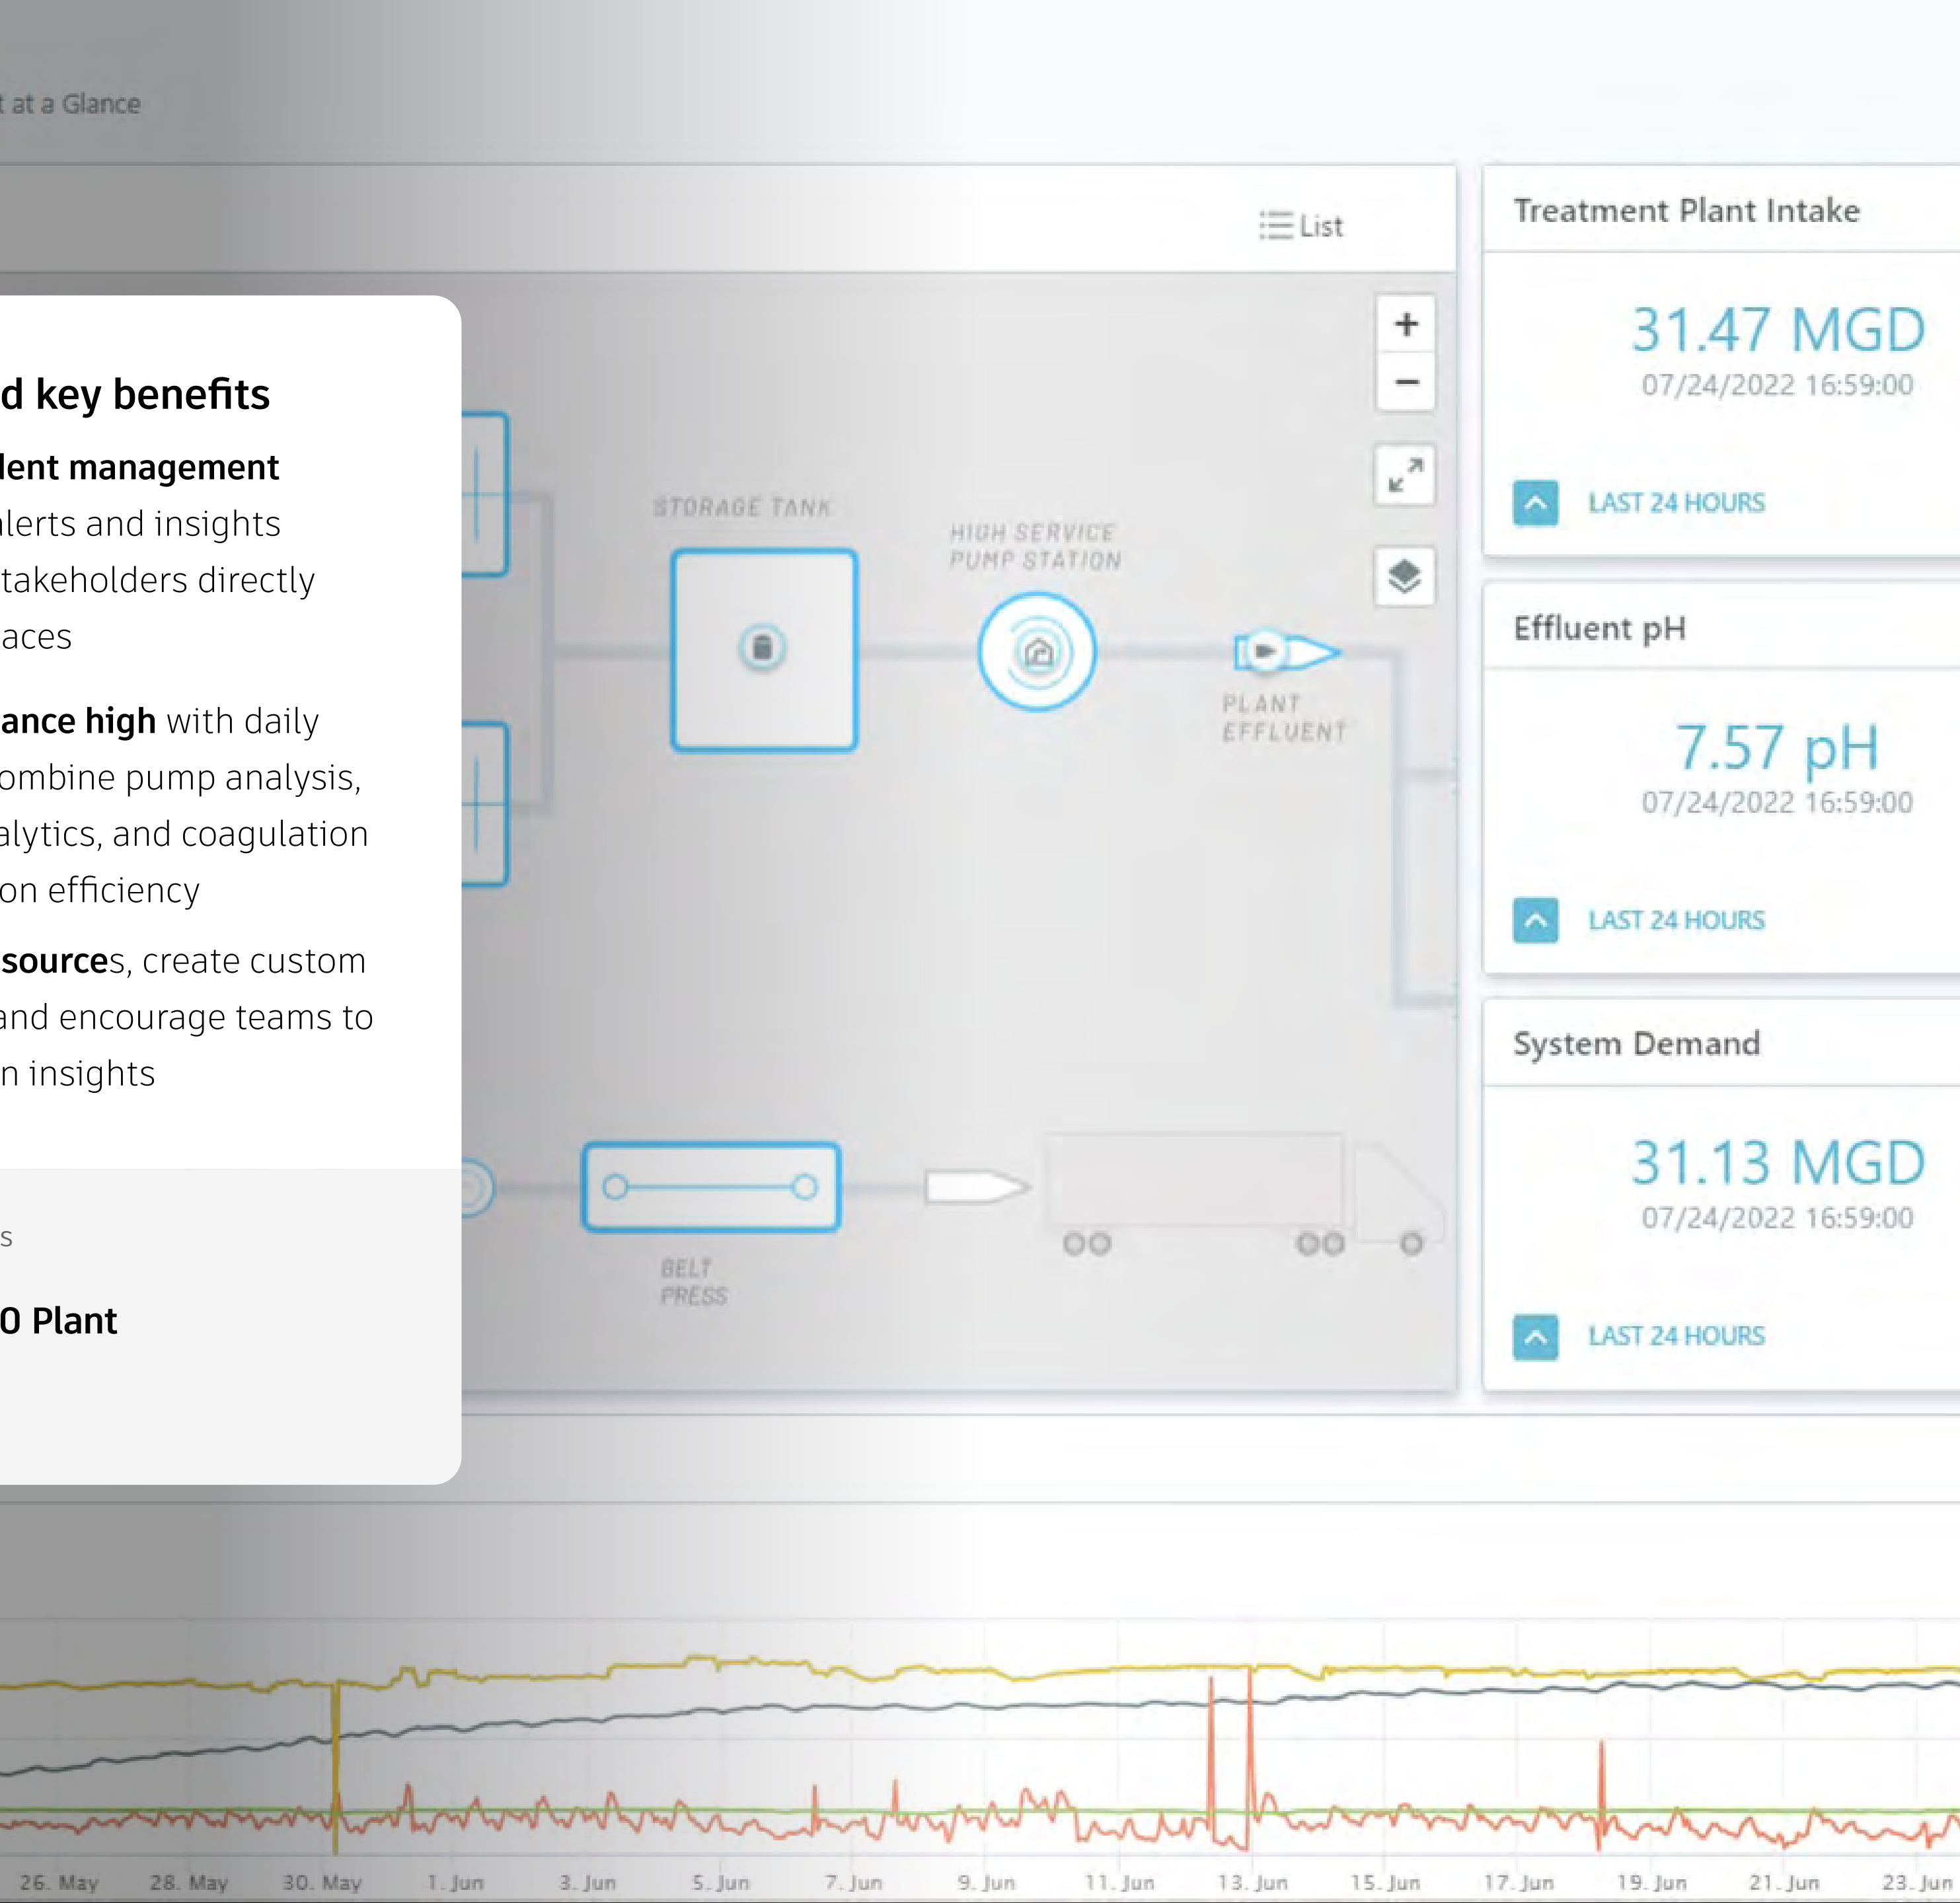 t at a Glance
List
Treatment Plant Intake
31.47 MGD
07/24/2022 16:59:00
LAST 24 HOURS
Effluent pH
7.57 pH
07/24/2022 16:59:00
LAST 24 HOURS
System Demand
31.13 MGD
07/24/2022 16:59:00
LAST 24 HOURS
d key benefits
dent management
alerts and insights
takeholders directly
aces
ance high with daily
ombine pump analysis,
alytics, and coagulation
on efficiency
sources, create custom
and encourage teams to
n insights
s
0 Plant
STORAGE TANK
HIGH SERVICE
PUMP STATION
PLANT
EFFLUENT
BELT
PRESS
26. May 28. May 30. May 1. Jun 3. Jun 5. Jun 7. Jun 9. Jun 11. Jun 13. Jun 15. Jun 17. Jun 19. Jun 21. Jun 23. Jun